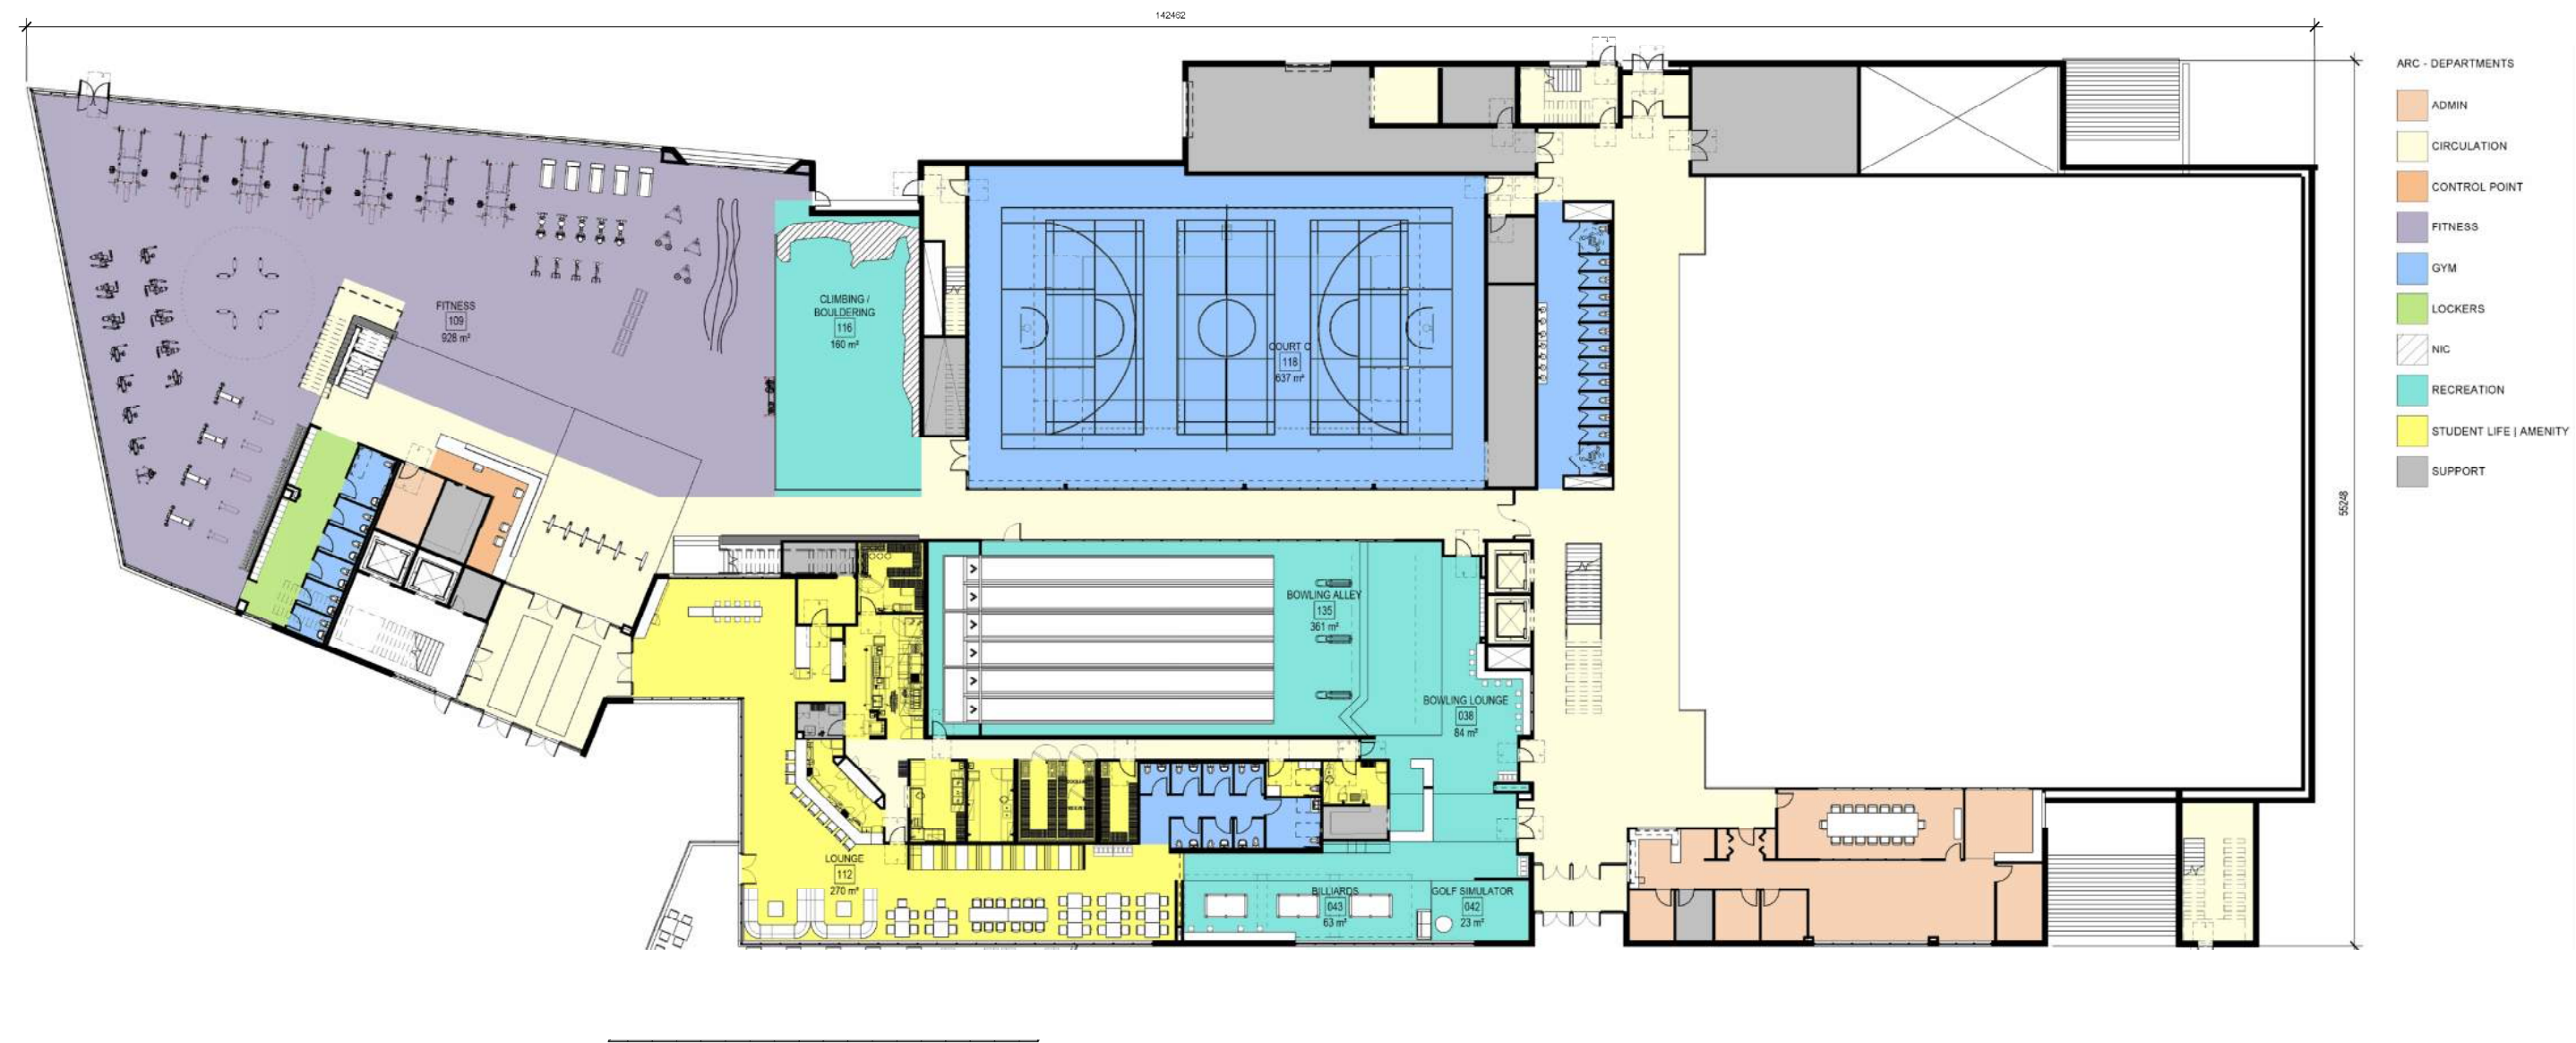 142462
ARC - DEPARTMENTS
ADMIN
CIRCULATION
CONTROL POINT
FITNESS
GYM
LOCKERS
NIC
RECREATION
STUDENT LIFE | AMENITY
SUPPORT
55248
FITNESS
109
928 m²
CLIMBING /
BOULDERING
116
160 m²
COURT C
118
637 m²
BOWLING ALLEY
135
361 m²
BOWLING LOUNGE
038
84 m²
LOUNGE
112
270 m²
BILLIARDS
043
63 m²
GOLF SIMULATOR
042
23 m²